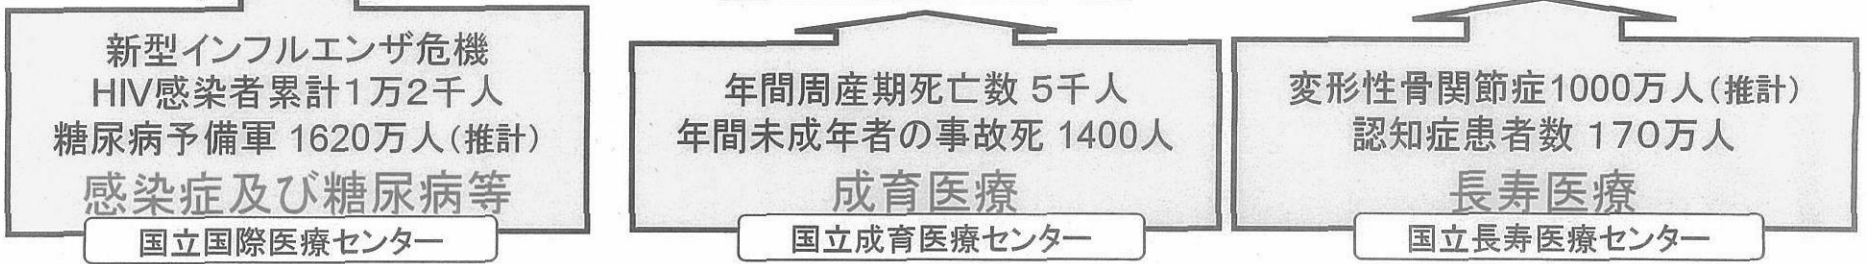 新型インフルエンザ危機
HIV感染者累計1万2千人
糖尿病予備軍 1620万人(推計)
感染症及び糖尿病等
国立国際医療センター
年間周産期死亡数 5千人
年間未成年者の事故死 1400人
成育医療
国立成育医療センター
変形性骨関節症1000万人(推計)
認知症患者数 170万人
長寿医療
国立長寿医療センター